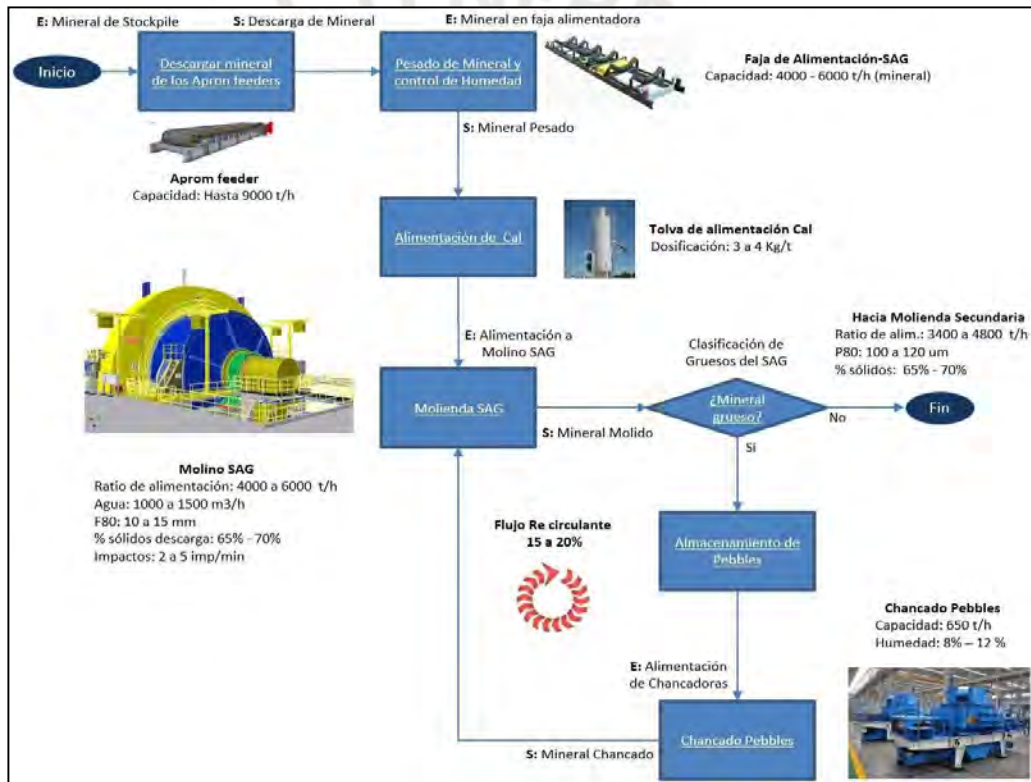 E: Mineral de Stockpile
S: Descarga de Mineral
E: Mineral en faja alimentadora
Inicio
Descargar mineral
de los Apron feeders
Pesado de Mineral y
control de Humedad
Faja de Alimentación-SAG
Capacidad: 4000 - 6000 t/h (mineral)
S: Mineral Pesado
Aprom feeder
Capacidad: Hasta 9000 t/h
Alimentación de Cal
Tolva de alimentación Cal
Dosificación: 3 a 4 Kg/t
E: Alimentación a
Molino SAG
Clasificación de
Gruesos del SAG
Hacia Molienda Secundaria
Ratio de alim.: 3400 a 4800 t/h
P80: 100 a 120 um
% sólidos: 65% - 70%
Molienda SAG
S: Mineral Molido
¿Mineral
grueso?
No
Fin
Si
Molino SAG
Ratio de alimentación: 4000 a 6000 t/h
Agua: 1000 a 1500 m3/h
F80: 10 a 15 mm
% sólidos descarga: 65% - 70%
Impactos: 2 a 5 imp/min
Flujo Re circulante
15 a 20%
Almacenamiento de
Pebbles
Chancado Pebbles
Capacidad: 650 t/h
Humedad: 8% – 12 %
E: Alimentación
de Chancadoras
S: Mineral Chancado
Chancado Pebbles